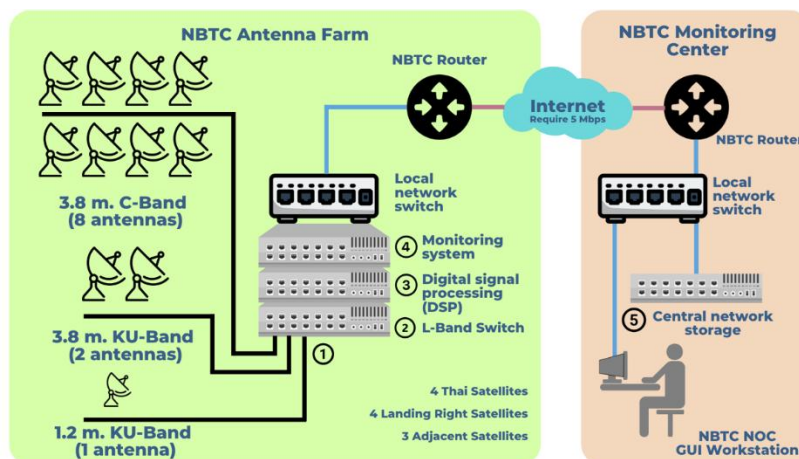 NBTC Antenna Farm
3.8 m. C-Band
(8 antennas)
3.8 m. KU-Band
(2 antennas)
1.2 m. KU-Band
(1 antenna)
NBTC Router
Local
network
switch
4
Monitoring
system
3
Digital signal
processing
(DSP)
2
L-Band Switch
1
4 Thai Satellites
4 Landing Right Satellites
3 Adjacent Satellites
Internet
Require 5 Mbps
NBTC Monitoring
Center
NBTC Router
Local
network
switch
5
Central network
storage
NBTC NOC
GUI Workstation